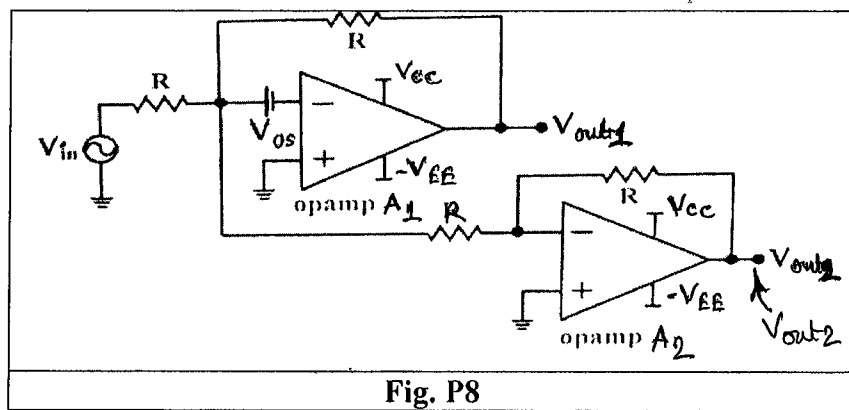 R
R
Vcc
Vin
Vos
−
+
Vout1
-VEE
opamp A1
R
R
Vcc
−
+
Vout2
-VEE
opamp A2
Vout2
Fig. P8